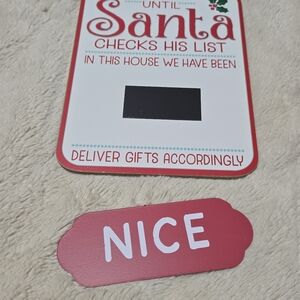 UNTIL
Santa
CHECKS HIS LIST
IN THIS HOUSE WE HAVE BEEN
DELIVER GIFTS ACCORDINGLY
NICE